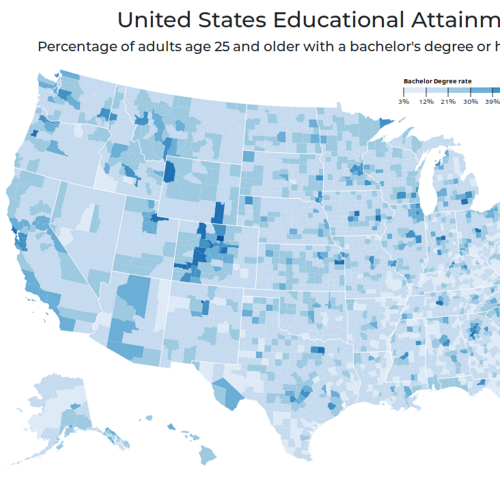 United States Educational Attainm
Percentage of adults age 25 and older with a bachelor's degree or h
Bachelor Degree rate
3% 12% 21% 30% 39%